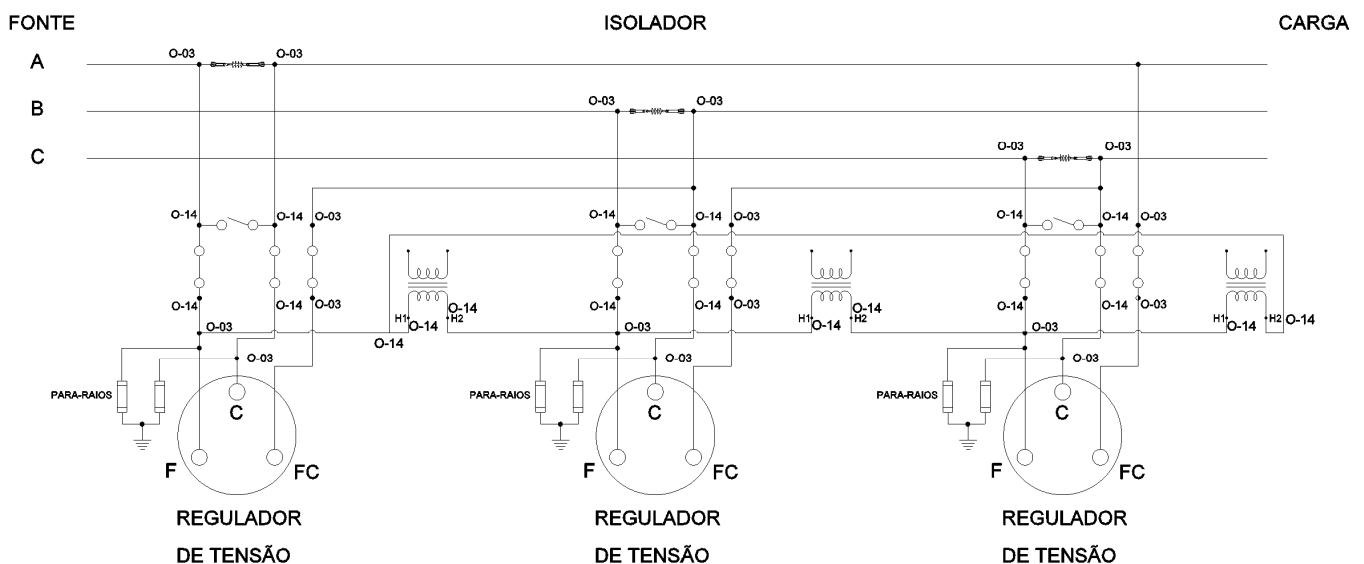 FONTE ISOLADOR CARGA
O-03 O-03
A
O-03 O-03
B
O-03 O-03
C
O-14 O-14 O-03 O-14 O-14 O-03 O-14 O-14 O-03
O-14 O-14 O-03 O-14 O-14 O-03 O-14 O-14 O-03
O-14 O-14
H1 O-14 H2 H1 O-14 H2 H1 O-14 H2 O-14
O-03 O-03 O-03
O-14
O-03 O-03 O-03
PARA-RAIOS PARA-RAIOS PARA-RAIOS
C C C
F FC F FC F FC
REGULADOR REGULADOR REGULADOR
DE TENSÃO DE TENSÃO DE TENSÃO